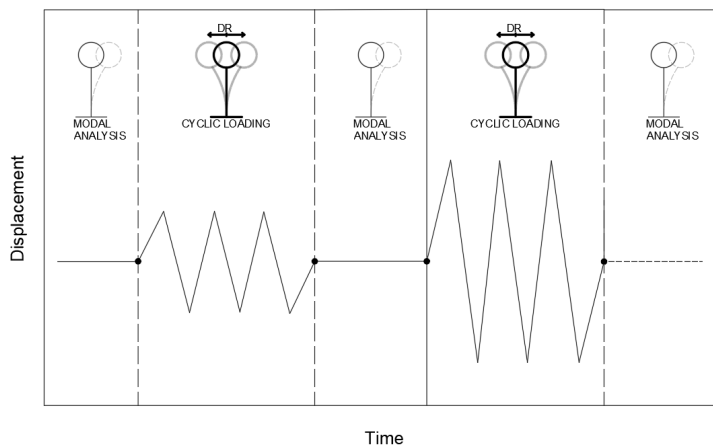 DR
DR
MODAL
ANALYSIS
CYCLIC LOADING
MODAL
ANALYSIS
CYCLIC LOADING
MODAL
ANALYSIS
Displacement
Time